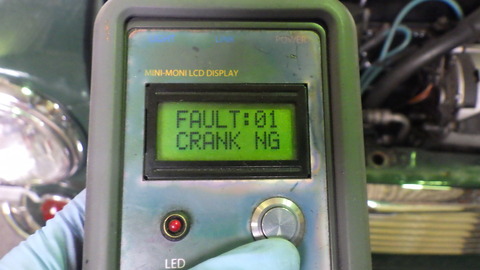 MINI-MONI LCD DISPLAY
FAULT:01
CRANK NG
LED